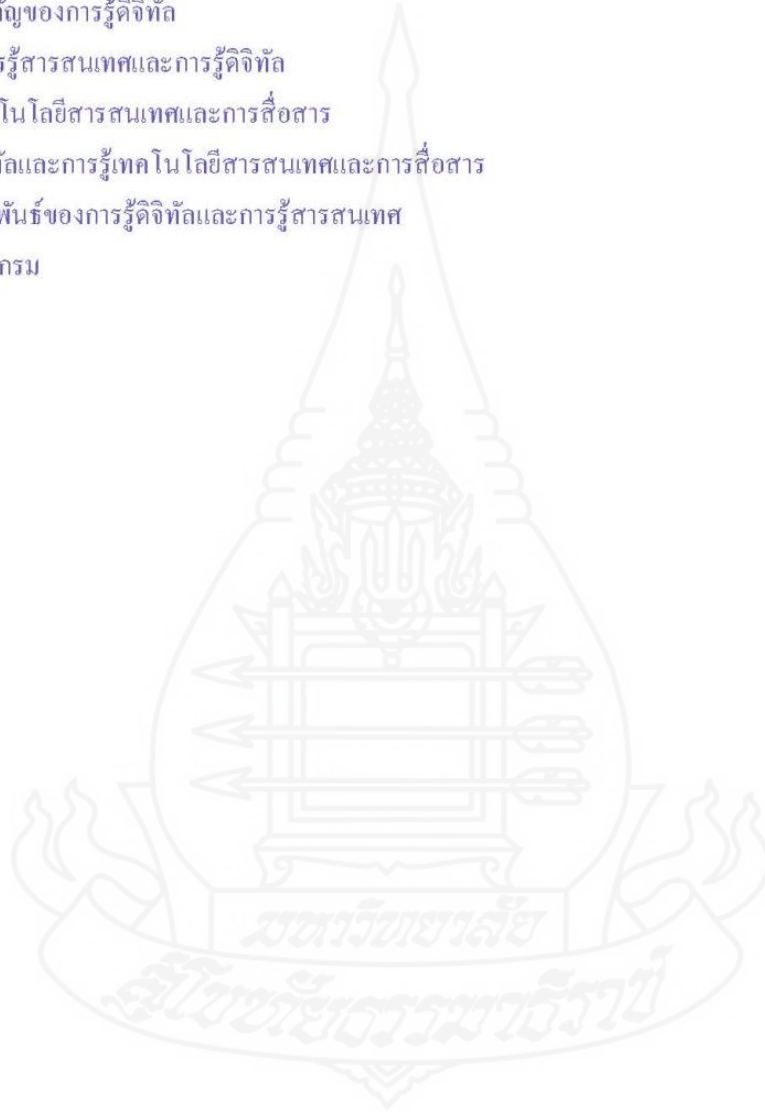 ัญของการรู้ดิจิทัล
รรู้สารสนเทศและการรู้ดิจิทัล
โนโลยีสารสนเทศและการสื่อสาร
ัลและการรู้เทคโนโลยีสารสนเทศและการสื่อสาร
พันธ์ของการรู้ดิจิทัลและการรู้สารสนเทศ
กรม
มหาวิทยาลัย
สุโขทัยธรรมาธิราช